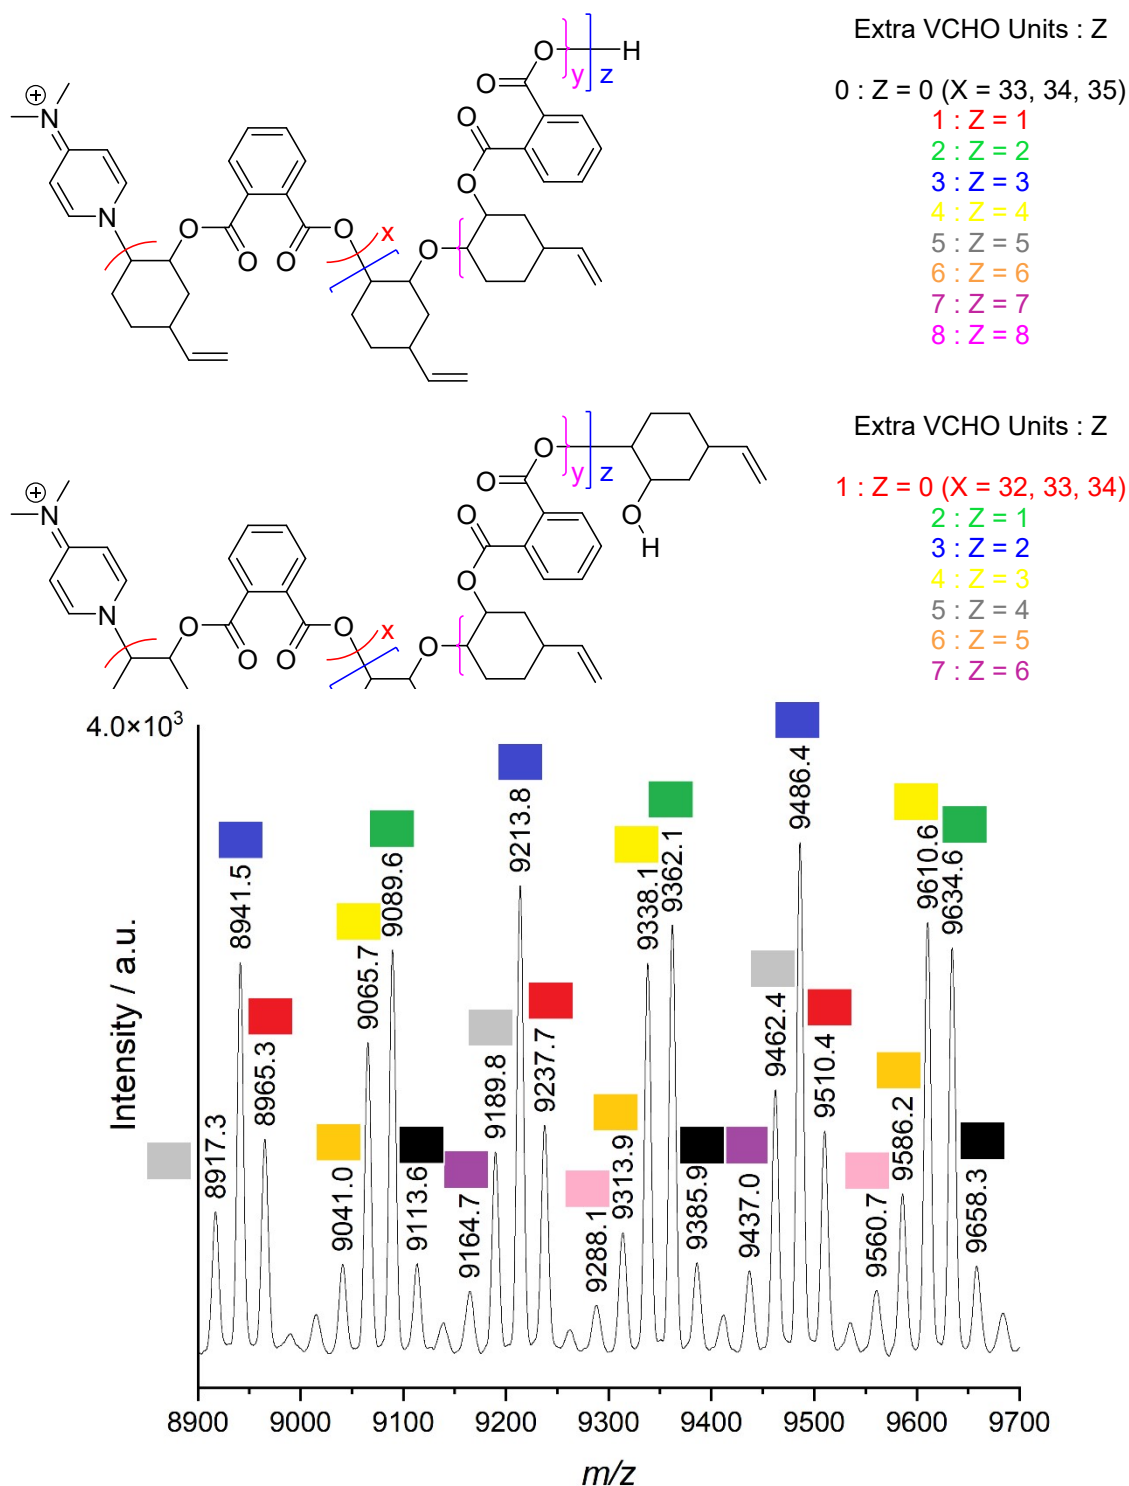 Extra VCHO Units : Z
0 : Z = 0 (X = 33, 34, 35)
1 : Z = 1
2 : Z = 2
3 : Z = 3
4 : Z = 4
5 : Z = 5
6 : Z = 6
7 : Z = 7
8 : Z = 8
O
y
z
H
O
O
O
+
N
N
O
O
O
O
x
O
Extra VCHO Units : Z
1 : Z = 0 (X = 32, 33, 34)
2 : Z = 1
3 : Z = 2
4 : Z = 3
5 : Z = 4
6 : Z = 5
7 : Z = 6
O
y
z
O
H
O
O
O
+
N
N
O
O
O
O
x
O
4.0×10³
Intensity / a.u.
8917.3
8941.5
8965.3
9041.0
9065.7
9089.6
9113.6
9164.7
9189.8
9213.8
9237.7
9288.1
9313.9
9338.1
9362.1
9385.9
9437.0
9462.4
9486.4
9510.4
9560.7
9586.2
9610.6
9634.6
9658.3
8900 9000 9100 9200 9300 9400 9500 9600 9700
m/z